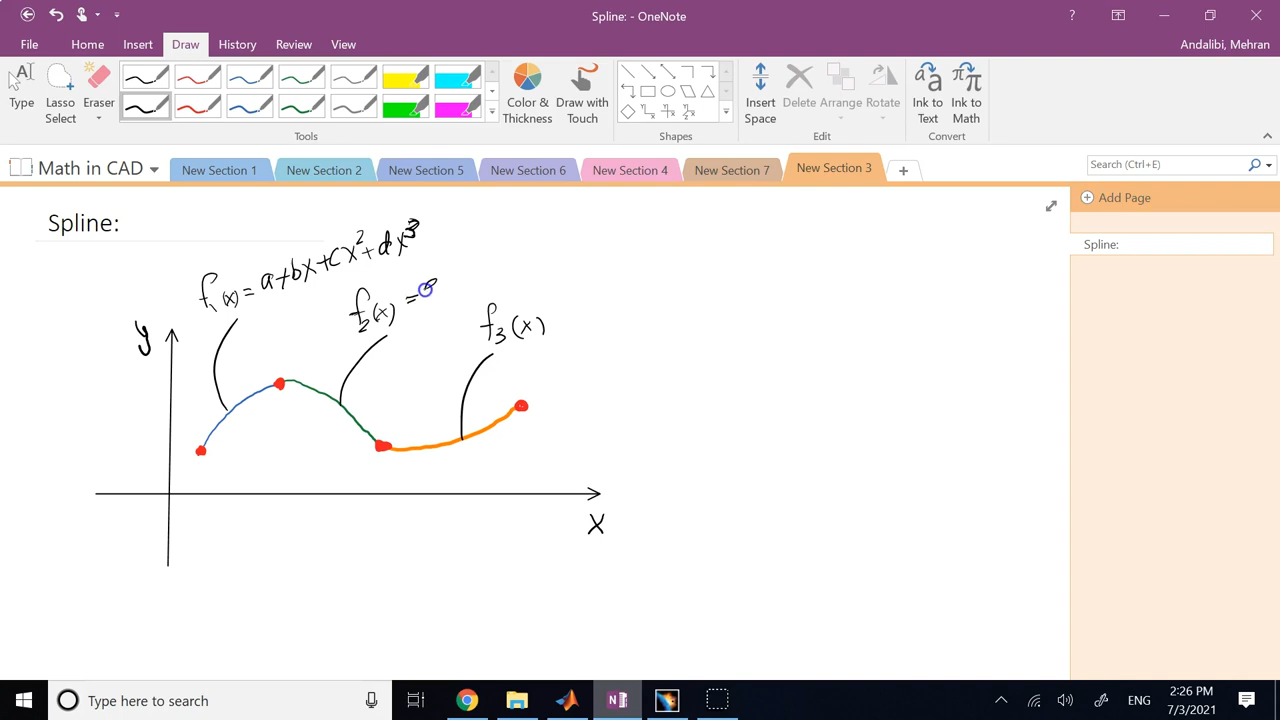 Spline: - OneNote
?
File Home Insert Draw History Review View
Andalibi, Mehran
Type
Lasso Select
Eraser
Color & Thickness
Draw with Touch
Insert Space
Delete
Arrange
Rotate
Ink to Text
Ink to Math
Tools
Shapes
Edit
Convert
Math in CAD
New Section 1
New Section 2
New Section 5
New Section 6
New Section 4
New Section 7
New Section 3
Search (Ctrl+E)
Add Page
Spline:
Spline:
f₁(x) = a+bx+cx²+dx³
f₂(x) =
f₃(x)
y
x
Type here to search
ENG
2:26 PM
7/3/2021